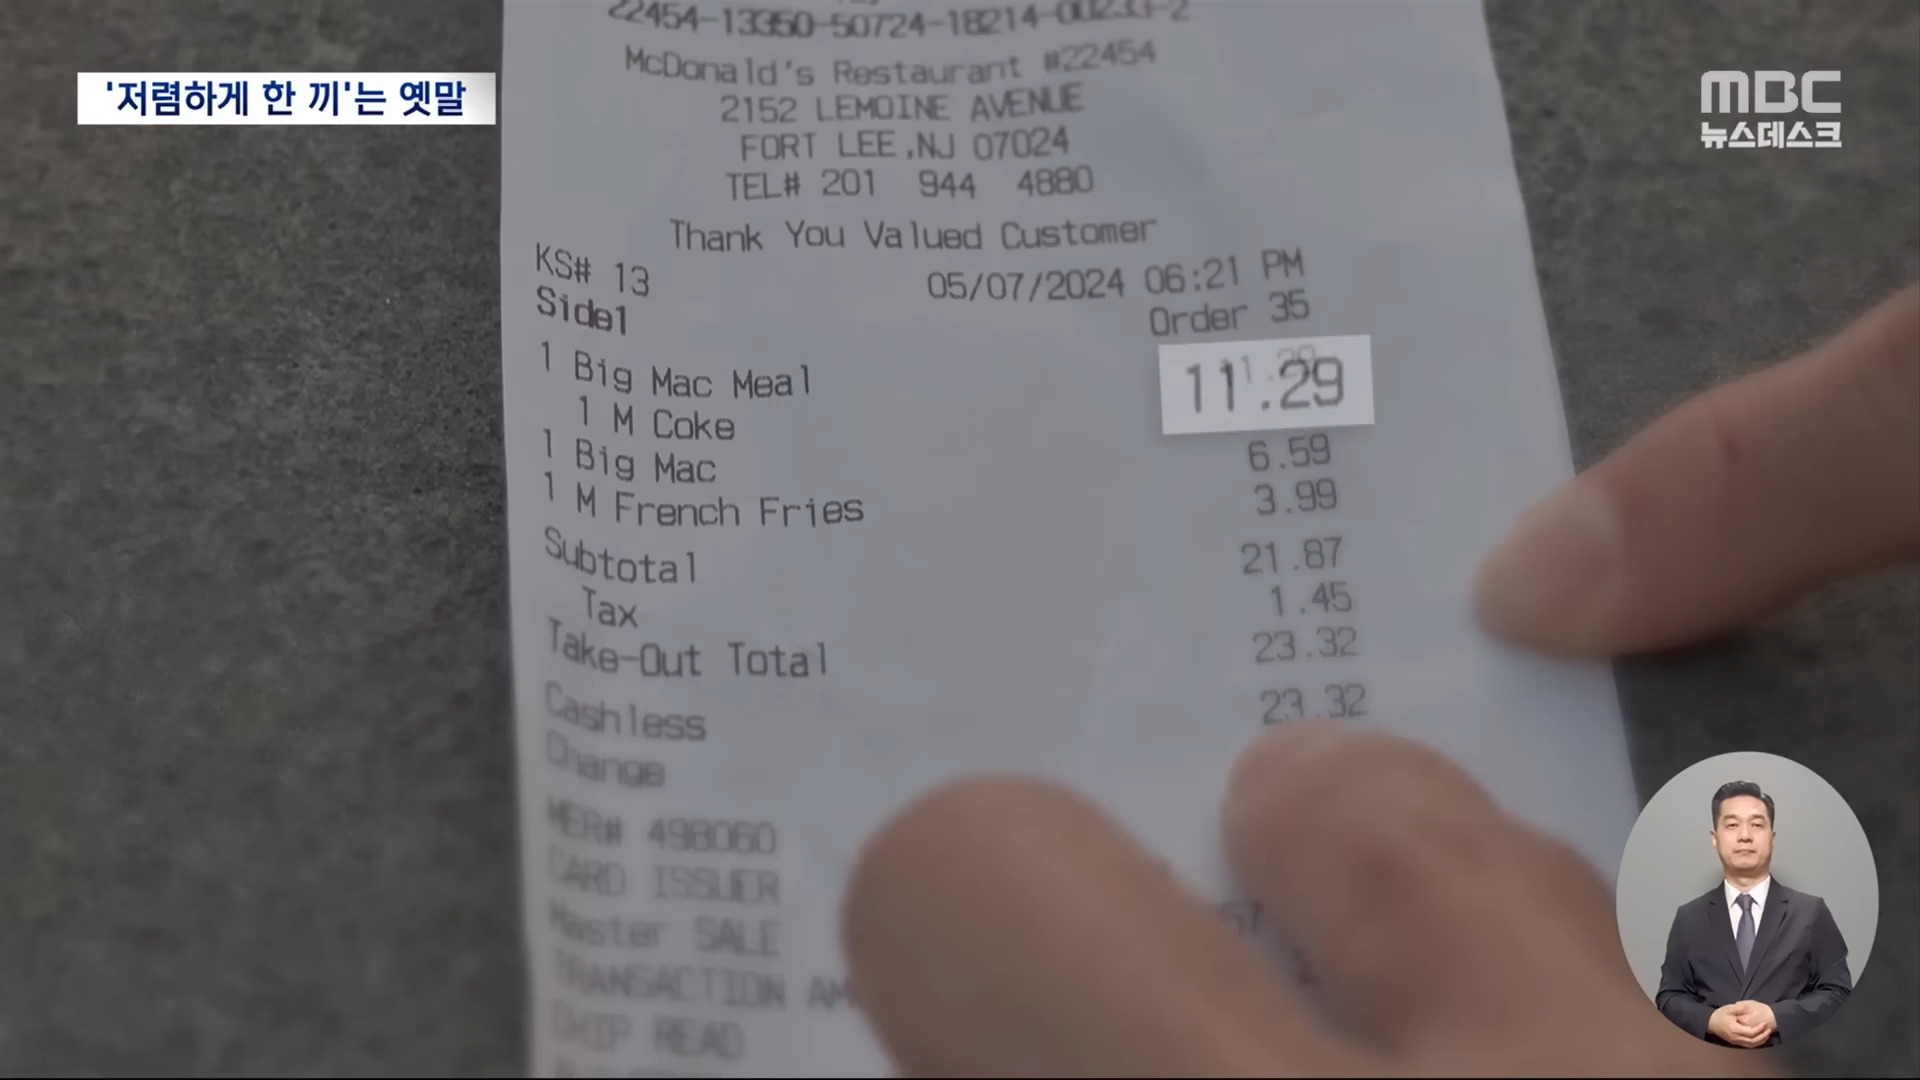 22454-13350-50724-18214-00233-2
McDonald's Restaurant #22454
2152 LEMOINE AVENUE
FORT LEE,NJ 07024
TEL# 201 944 4880
Thank You Valued Customer
KS# 13 05/07/2024 06:21 PM
Side1 Order 35
1 Big Mac Meal 11.29
1 M Coke
1 Big Mac 6.59
1 M French Fries 3.99
Subtotal 21.87
Tax 1.45
Take-Out Total 23.32
Cashless 23.32
Change
MER# 498060
CARD ISSUER
Master SALE
TRANSACTION AM
CHIP READ
'저렴하게 한 끼'는 옛말
MBC
뉴스데스크